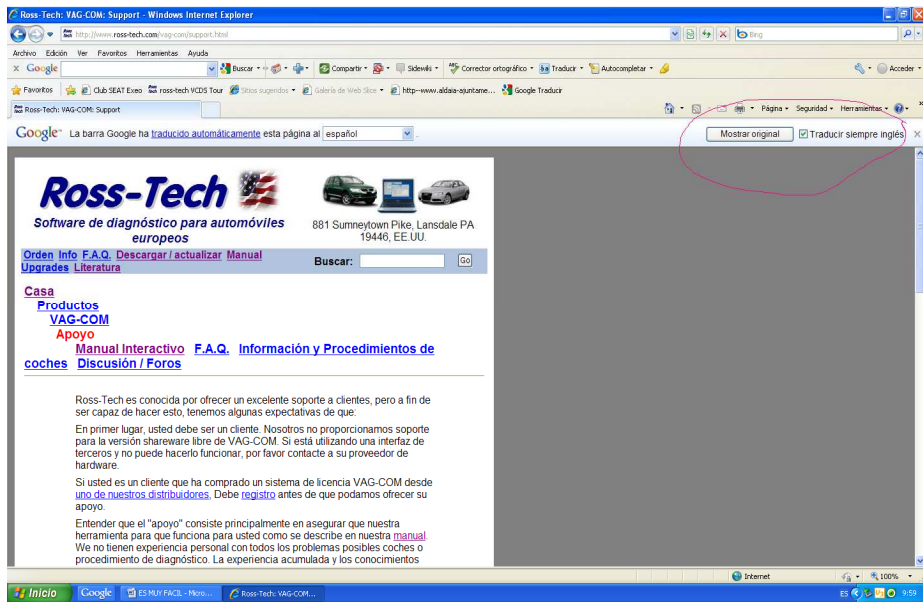 Ross-Tech: VAG-COM: Support - Windows Internet Explorer
http://www.ross-tech.com/vag-com/support.html
Bing
Archivo Edición Ver Favoritos Herramientas Ayuda
Google Buscar Compartir Sidewiki Corrector ortográfico Traducir Autocompletar Acceder
Favoritos Club SEAT Exeo ross-tech VCDS Tour Sitios sugeridos Galería de Web Slice http--www.aldaia-ajuntame... Google Traducir
Ross-Tech: VAG-COM: Support Página Seguridad Herramientas
Google La barra Google ha traducido automáticamente esta página al español . Mostrar original Traducir siempre inglés
Ross-Tech
Software de diagnóstico para automóviles
europeos
881 Sumneytown Pike, Lansdale PA
19446, EE.UU.
Orden Info F.A.Q. Descargar / actualizar Manual
Upgrades Literatura
Buscar: Go
Casa
Productos
VAG-COM
Apoyo
Manual Interactivo F.A.Q. Información y Procedimientos de
coches Discusión / Foros
Ross-Tech es conocida por ofrecer un excelente soporte a clientes, pero a fin de
ser capaz de hacer esto, tenemos algunas expectativas de que:
En primer lugar, usted debe ser un cliente. Nosotros no proporcionamos soporte
para la versión shareware libre de VAG-COM. Si está utilizando una interfaz de
terceros y no puede hacerlo funcionar, por favor contacte a su proveedor de
hardware.
Si usted es un cliente que ha comprado un sistema de licencia VAG-COM desde
uno de nuestros distribuidores, Debe registro antes de que podamos ofrecer su
apoyo.
Entender que el "apoyo" consiste principalmente en asegurar que nuestra
herramienta para que funciona para usted como se describe en nuestra manual.
We no tienen experiencia personal con todos los problemas posibles coches o
procedimiento de diagnóstico. La experiencia acumulada y los conocimientos
Internet 100%
Inicio Google ES MUY FACIL - Micro... Ross-Tech: VAG-COM... ES 9:59